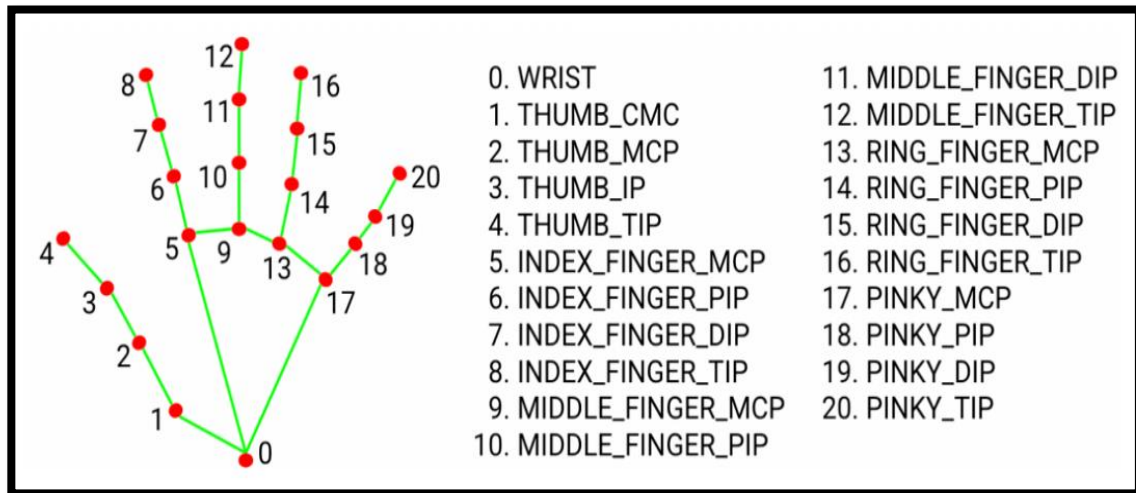 12
8
16
11
7
15
10
20
6
14
19
4
5
9
13
18
3
17
2
1
0
0. WRIST
1. THUMB_CMC
2. THUMB_MCP
3. THUMB_IP
4. THUMB_TIP
5. INDEX_FINGER_MCP
6. INDEX_FINGER_PIP
7. INDEX_FINGER_DIP
8. INDEX_FINGER_TIP
9. MIDDLE_FINGER_MCP
10. MIDDLE_FINGER_PIP
11. MIDDLE_FINGER_DIP
12. MIDDLE_FINGER_TIP
13. RING_FINGER_MCP
14. RING_FINGER_PIP
15. RING_FINGER_DIP
16. RING_FINGER_TIP
17. PINKY_MCP
18. PINKY_PIP
19. PINKY_DIP
20. PINKY_TIP